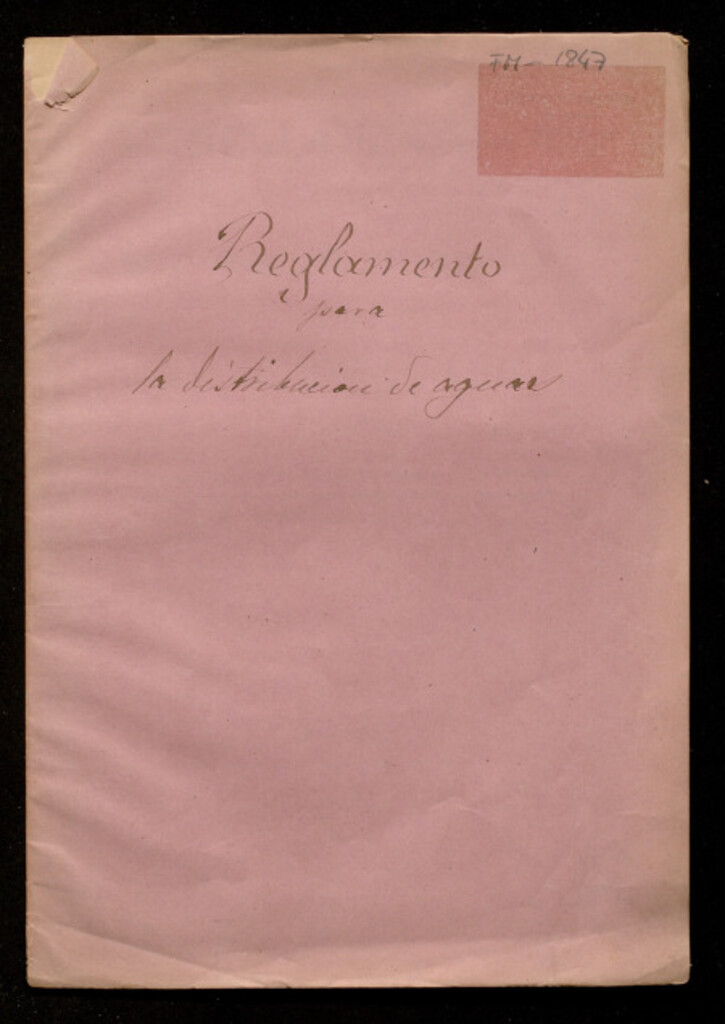 FM-1847
Reglamento
para
la distribucion de aguas